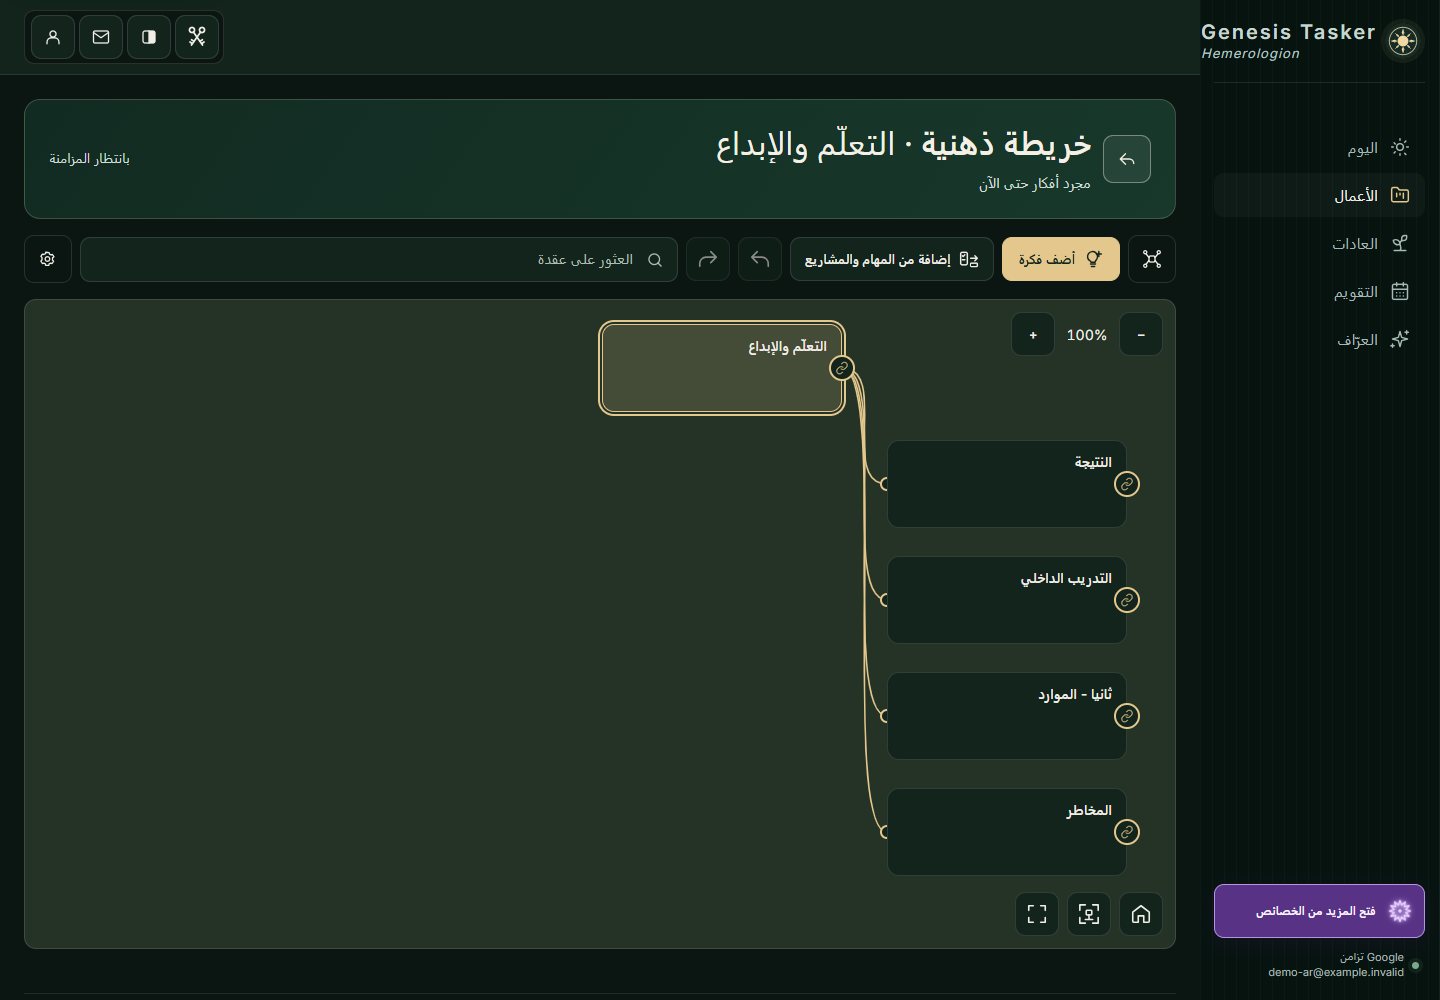 Genesis Tasker
Hemerologion
اليوم
الأعمال
العادات
التقويم
العرّاف
فتح المزيد من الخصائص
تزامن Google
demo-ar@example.invalid
خريطة ذهنية · التعلّم والإبداع
مجرد أفكار حتى الآن
بانتظار المزامنة
أضف فكرة
إضافة من المهام والمشاريع
العثور على عقدة
− 100% +
التعلّم والإبداع
النتيجة
التدريب الداخلي
ثانيا - الموارد
المخاطر